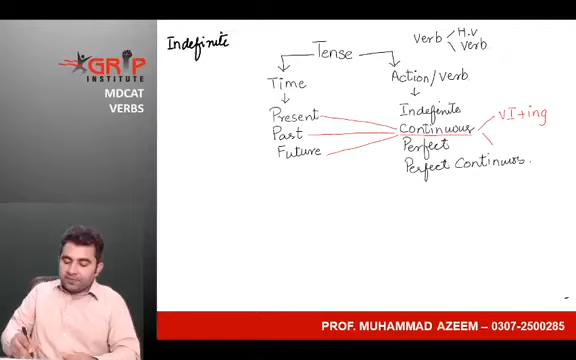 Indefinite
Tense
verb
H.V
verb
GRIP
INSTITUTE
MDCAT
VERBS
Time
Action/verb
Present
Past
Future
Indefinite
Continuous
Perfect
Perfect Continuous.
VI+ing
PROF. MUHAMMAD AZEEM – 0307-2500285